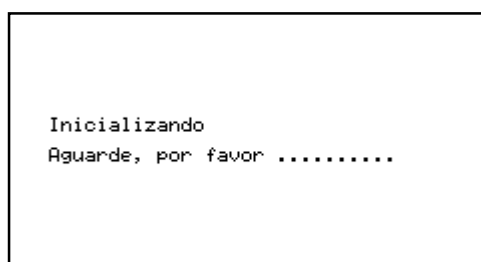 Inicializando
Aguarde, por favor ..........